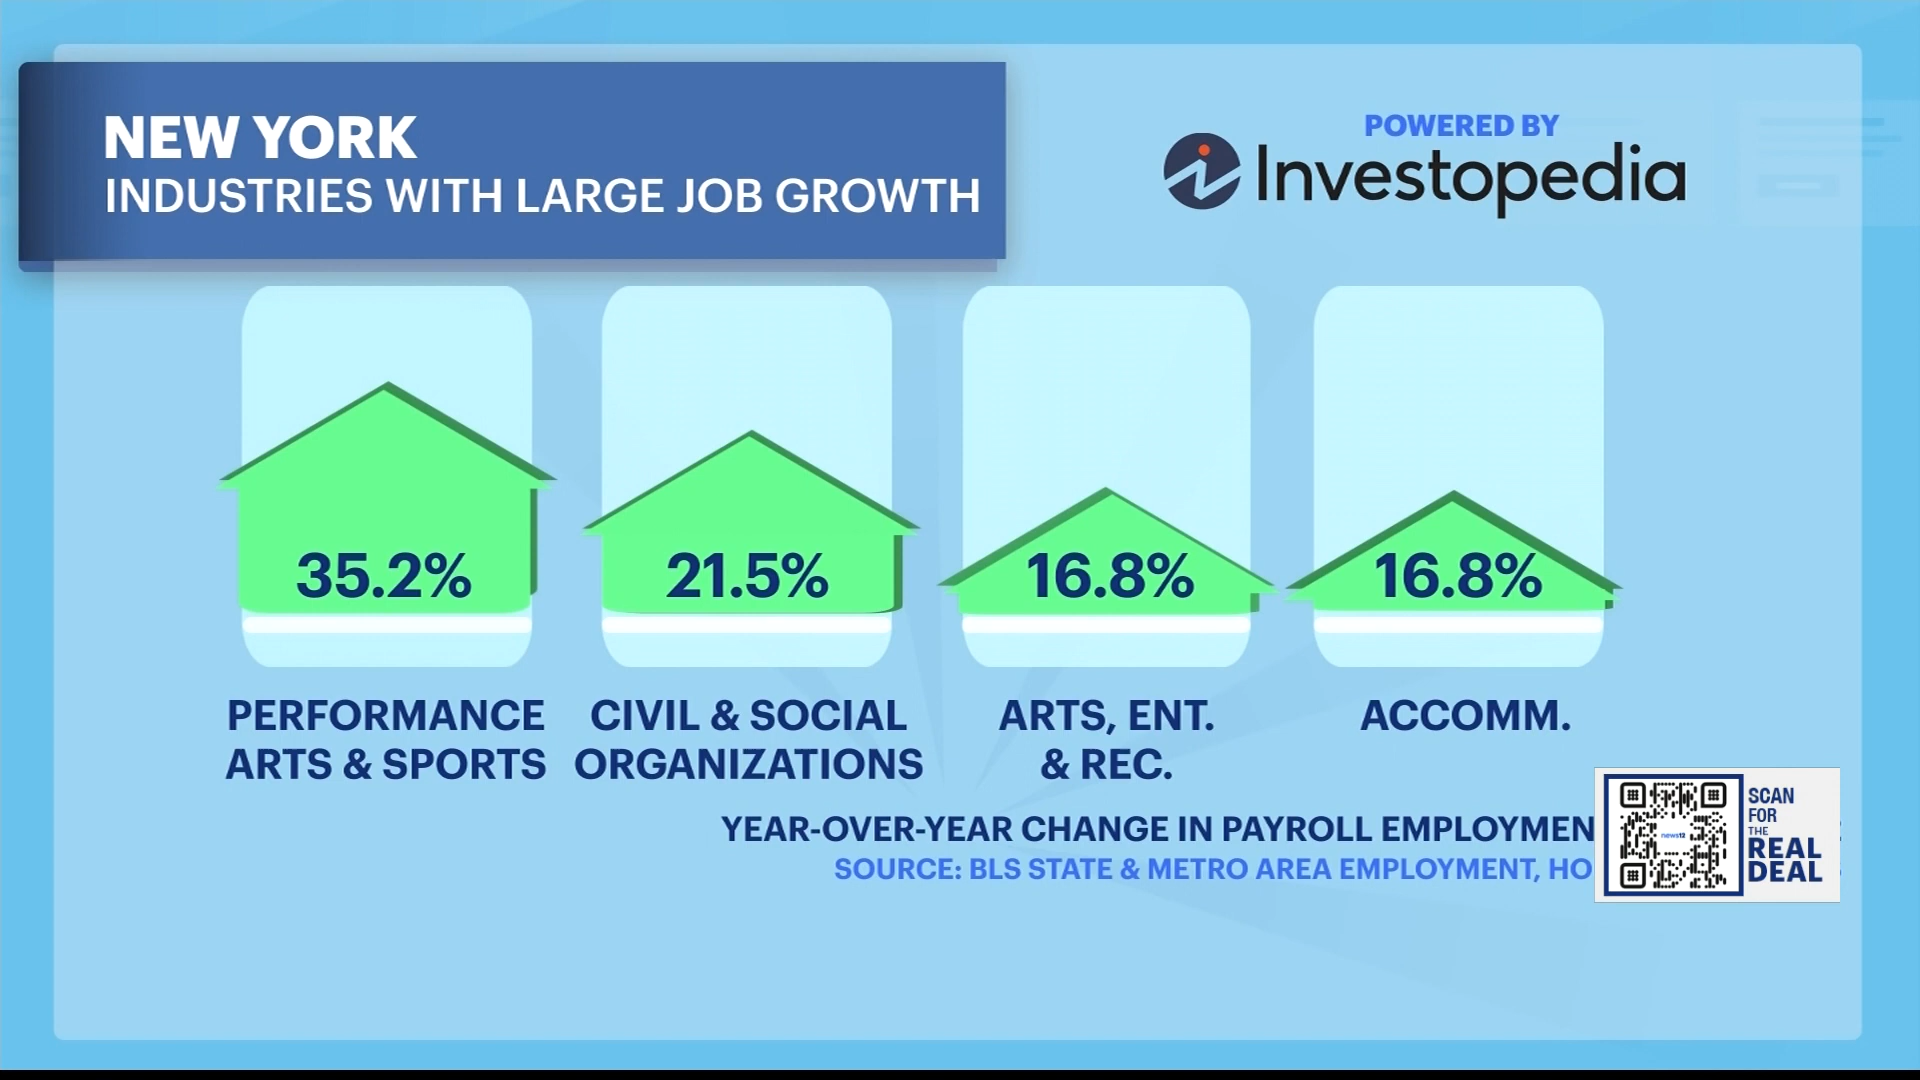 NEW YORK
INDUSTRIES WITH LARGE JOB GROWTH
POWERED BY
Investopedia
35.2%
21.5%
16.8%
16.8%
PERFORMANCE
ARTS & SPORTS
CIVIL & SOCIAL
ORGANIZATIONS
ARTS, ENT.
& REC.
ACCOMM.
YEAR-OVER-YEAR CHANGE IN PAYROLL EMPLOYMEN
SOURCE: BLS STATE & METRO AREA EMPLOYMENT, HO
news12
SCAN
FOR
THE
REAL
DEAL